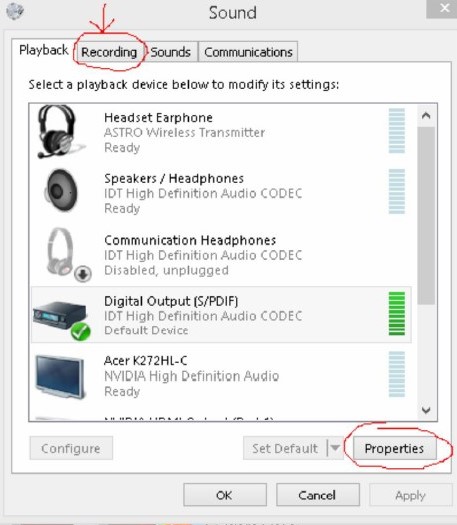 Sound
Playback Recording Sounds Communications
Select a playback device below to modify its settings:
Headset Earphone
ASTRO Wireless Transmitter
Ready
Speakers / Headphones
IDT High Definition Audio CODEC
Ready
Communication Headphones
IDT High Definition Audio CODEC
Disabled, unplugged
Digital Output (S/PDIF)
IDT High Definition Audio CODEC
Default Device
Acer K272HL-C
NVIDIA High Definition Audio
Ready
Configure Set Default Properties
OK Cancel Apply